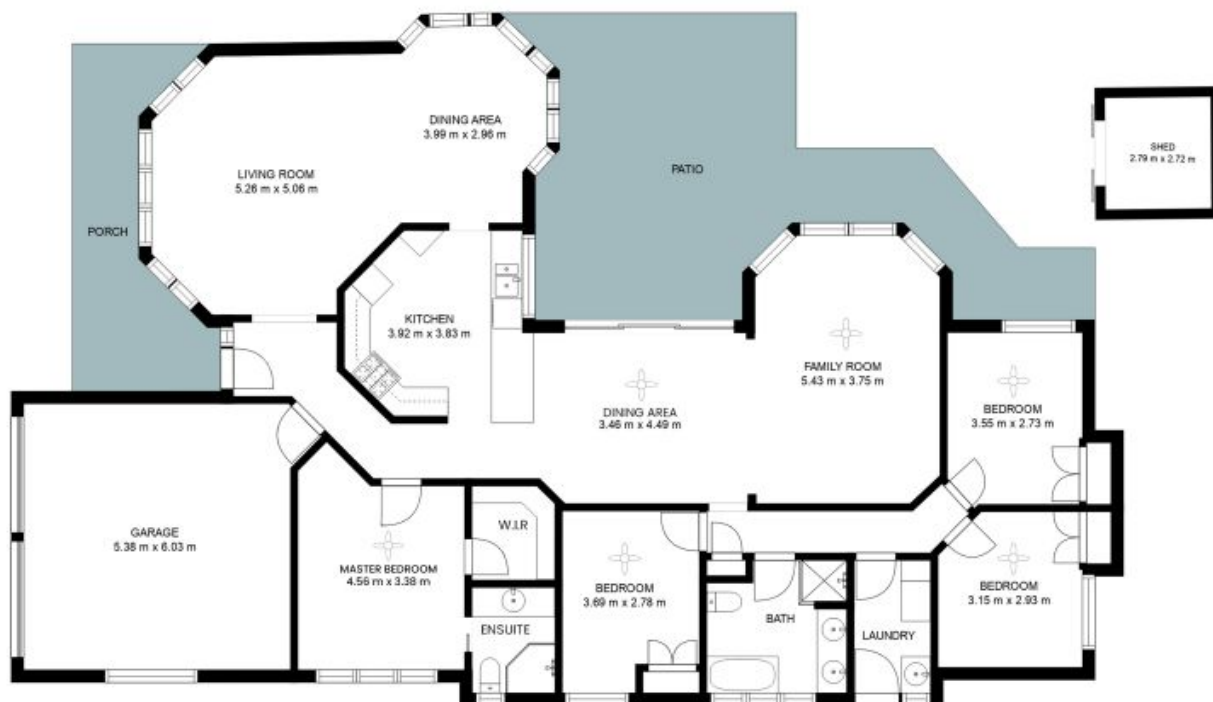 DINING AREA
3.99 m x 2.96 m
SHED
2.79 m x 2.72 m
LIVING ROOM
5.26 m x 5.06 m
PATIO
PORCH
KITCHEN
3.92 m x 3.83 m
FAMILY ROOM
5.43 m x 3.75 m
DINING AREA
3.46 m x 4.49 m
BEDROOM
3.55 m x 2.73 m
GARAGE
5.38 m x 6.03 m
W.I.R
MASTER BEDROOM
4.56 m x 3.38 m
BEDROOM
3.69 m x 2.78 m
BEDROOM
3.15 m x 2.93 m
ENSUITE
BATH
LAUNDRY